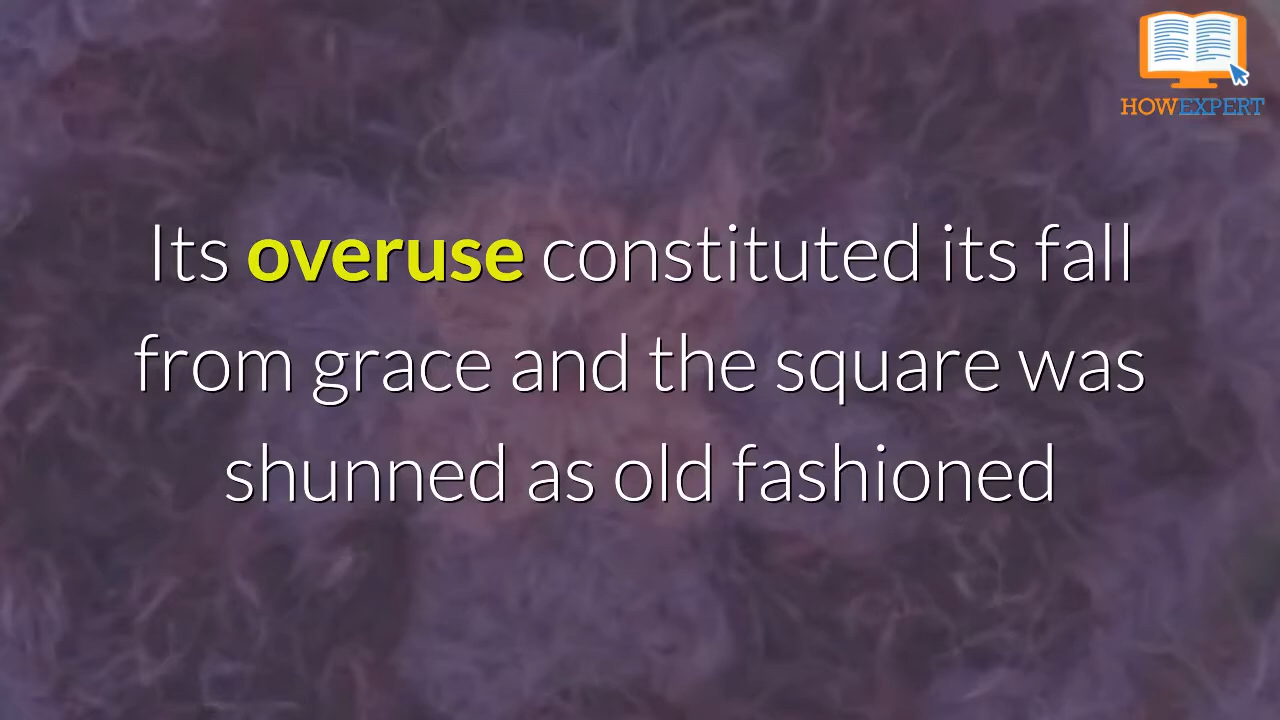 HOWEXPERT
Its overuse constituted its fall
from grace and the square was
shunned as old fashioned